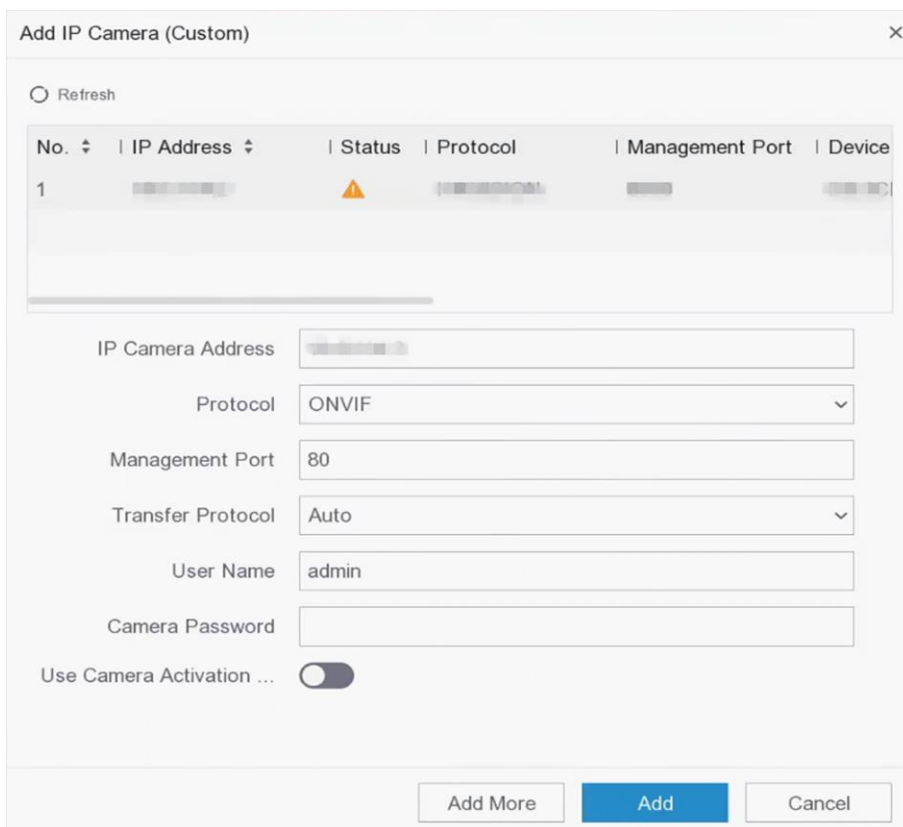 Add IP Camera (Custom)
Refresh
No. | IP Address | Status | Protocol | Management Port | Device
1
IP Camera Address
Protocol ONVIF
Management Port 80
Transfer Protocol Auto
User Name admin
Camera Password
Use Camera Activation ...
Add More Add Cancel